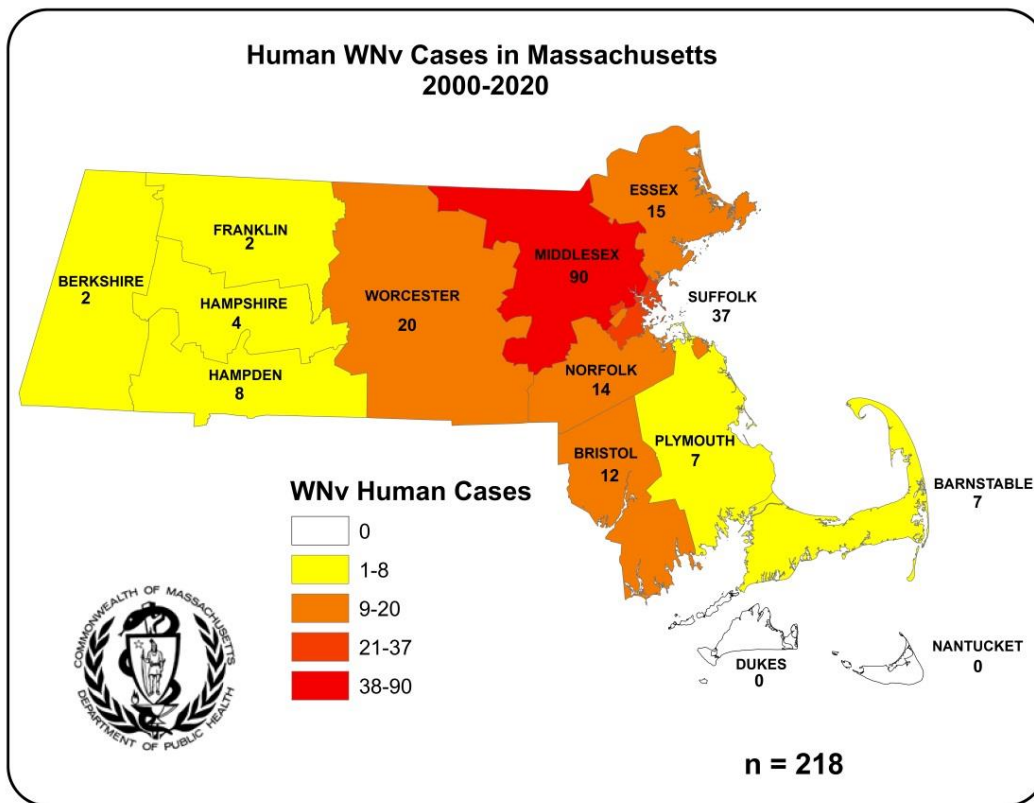 Human WNv Cases in Massachusetts
2000-2020
ESSEX
15
FRANKLIN
2
MIDDLESEX
90
BERKSHIRE
2
HAMPSHIRE
4
WORCESTER
20
SUFFOLK
37
HAMPDEN
8
NORFOLK
14
PLYMOUTH
7
BRISTOL
12
BARNSTABLE
7
WNv Human Cases
0
1-8
9-20
21-37
38-90
DUKES
0
NANTUCKET
0
COMMONWEALTH OF MASSACHUSETTS
DEPARTMENT OF PUBLIC HEALTH
n = 218